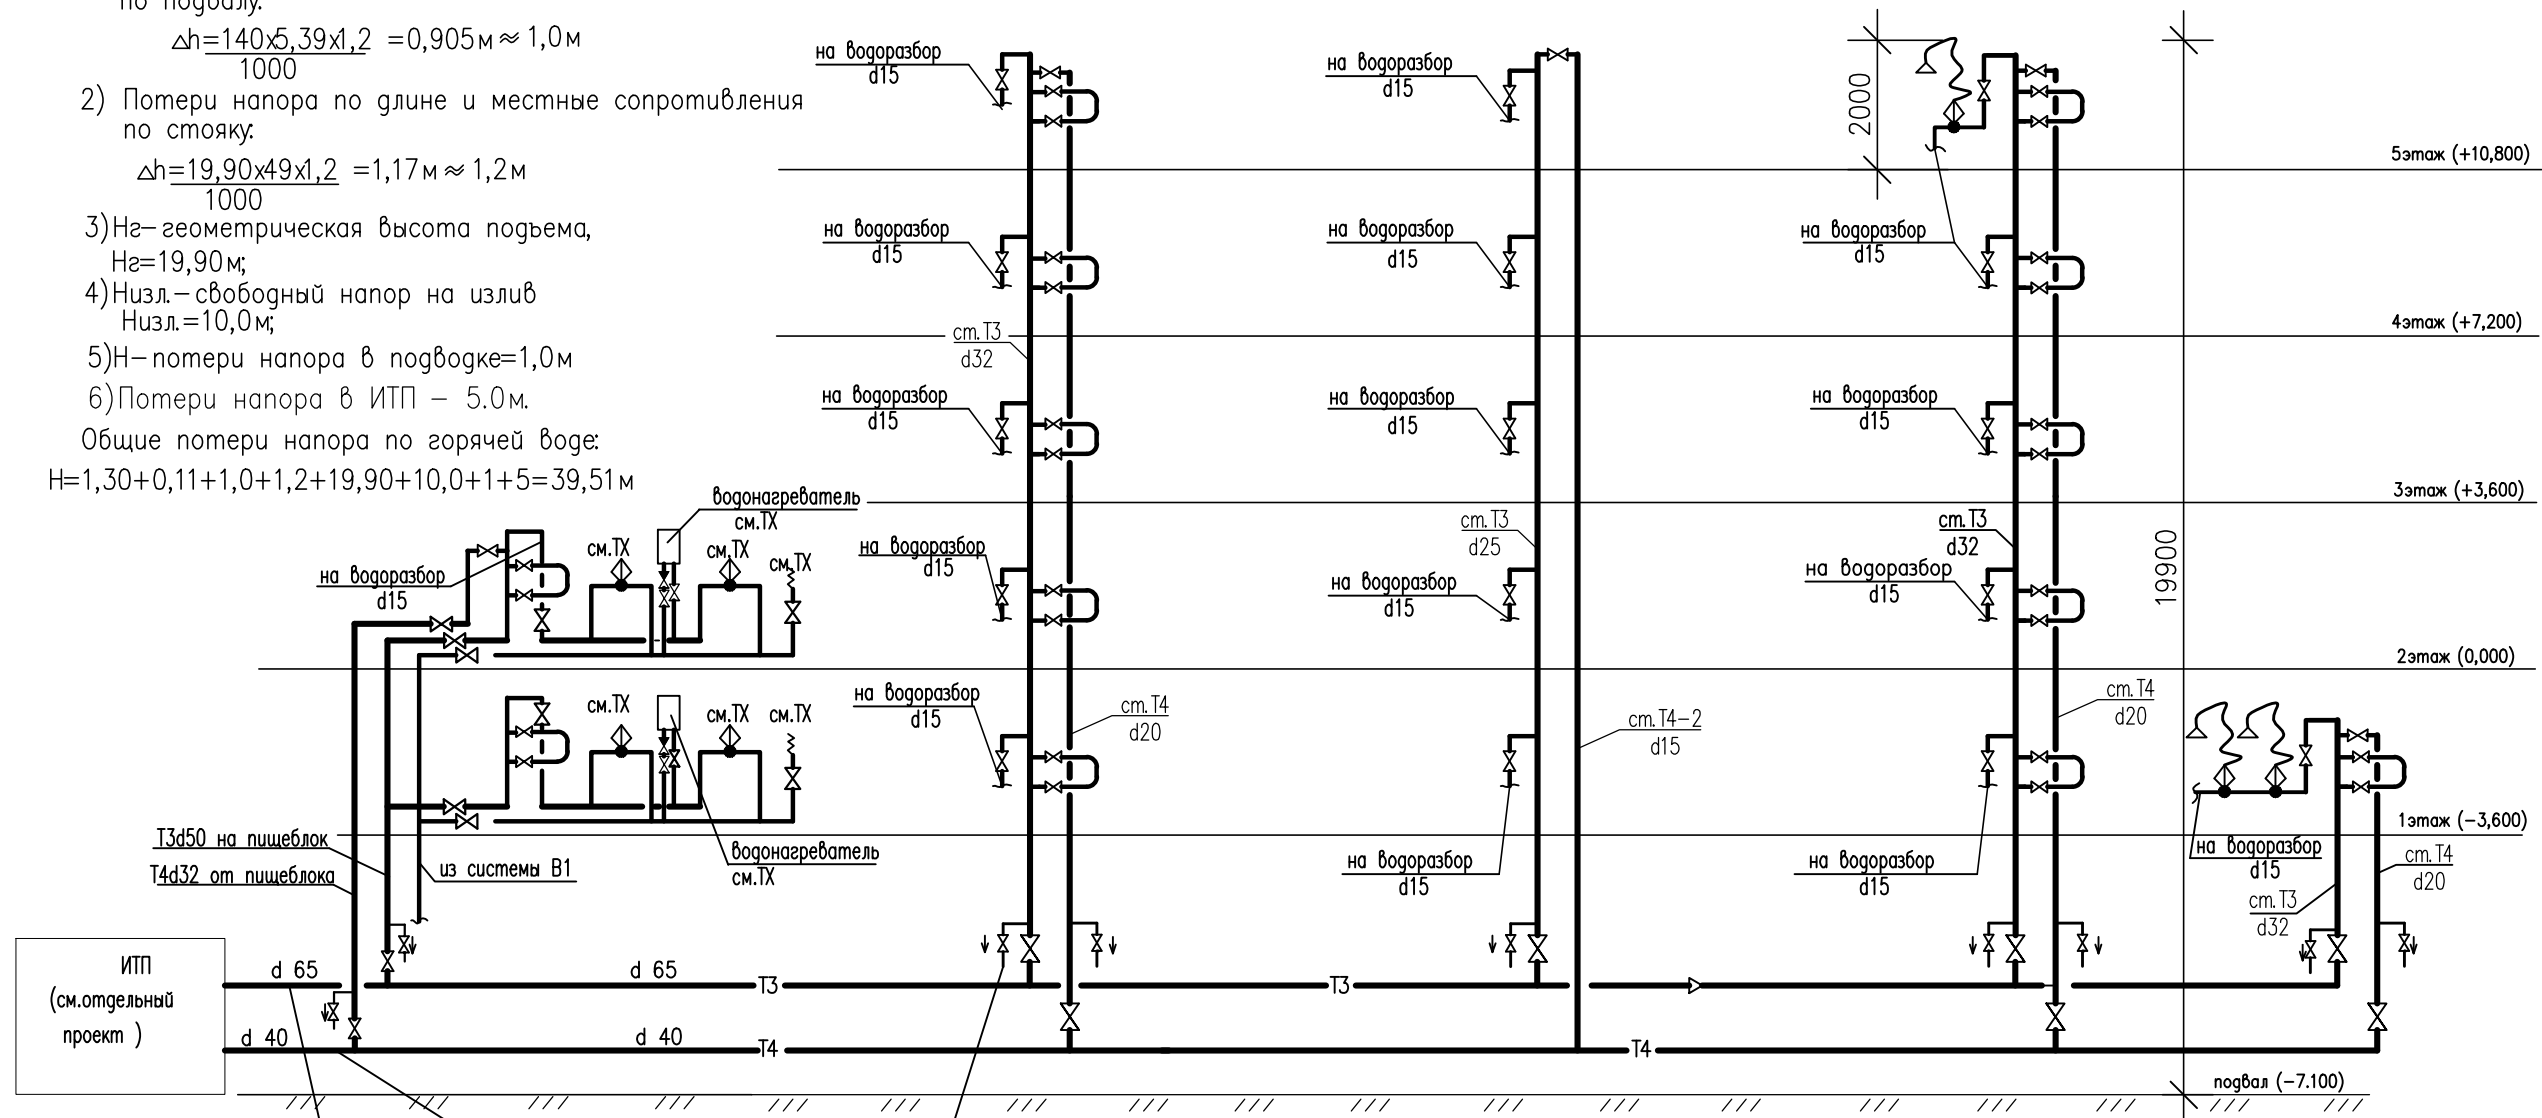 по подвалу:
∆h=140x5,39x1,2 =0,905м ≈ 1,0м
1000
2) Потери напора по длине и местные сопротивления
по стояку:
∆h=19,90x49x1,2 =1,17м ≈ 1,2м
1000
3)Нг–геометрическая высота подъема,
Нг=19,90м;
4)Низл.–свободный напор на излив
Низл.=10,0м;
5)Н–потери напора в подводке=1,0м
6)Потери напора в ИТП – 5.0м.
Общие потери напора по горячей воде:
Н=1,30+0,11+1,0+1,2+19,90+10,0+1+5=39,51м
на водоразбор
d15
на водоразбор
d15
2000
5этаж (+10,800)
на водоразбор
d15
на водоразбор
d15
на водоразбор
d15
ст.Т3
d32
4этаж (+7,200)
на водоразбор
d15
на водоразбор
d15
на водоразбор
d15
водонагреватель
см.ТХ
3этаж (+3,600)
см.ТХ
см.ТХ
см.ТХ
на водоразбор
d15
на водоразбор
d15
ст.Т3
d25
на водоразбор
d15
ст.Т3
d32
на водоразбор
d15
19900
2этаж (0,000)
см.ТХ
см.ТХ
см.ТХ
на водоразбор
d15
ст.Т4
d20
ст.Т4–2
d15
ст.Т4
d20
1этаж (–3,600)
Т3d50 на пищеблок
Т4d32 от пищеблока
из системы В1
водонагреватель
см.ТХ
на водоразбор
d15
на водоразбор
d15
на водоразбор
d15
ст.Т4
d20
ст.Т3
d32
ИТП
(см.отдельный
проект )
d 65
d 65
Т3
Т3
d 40
d 40
Т4
Т4
подвал (–7.100)